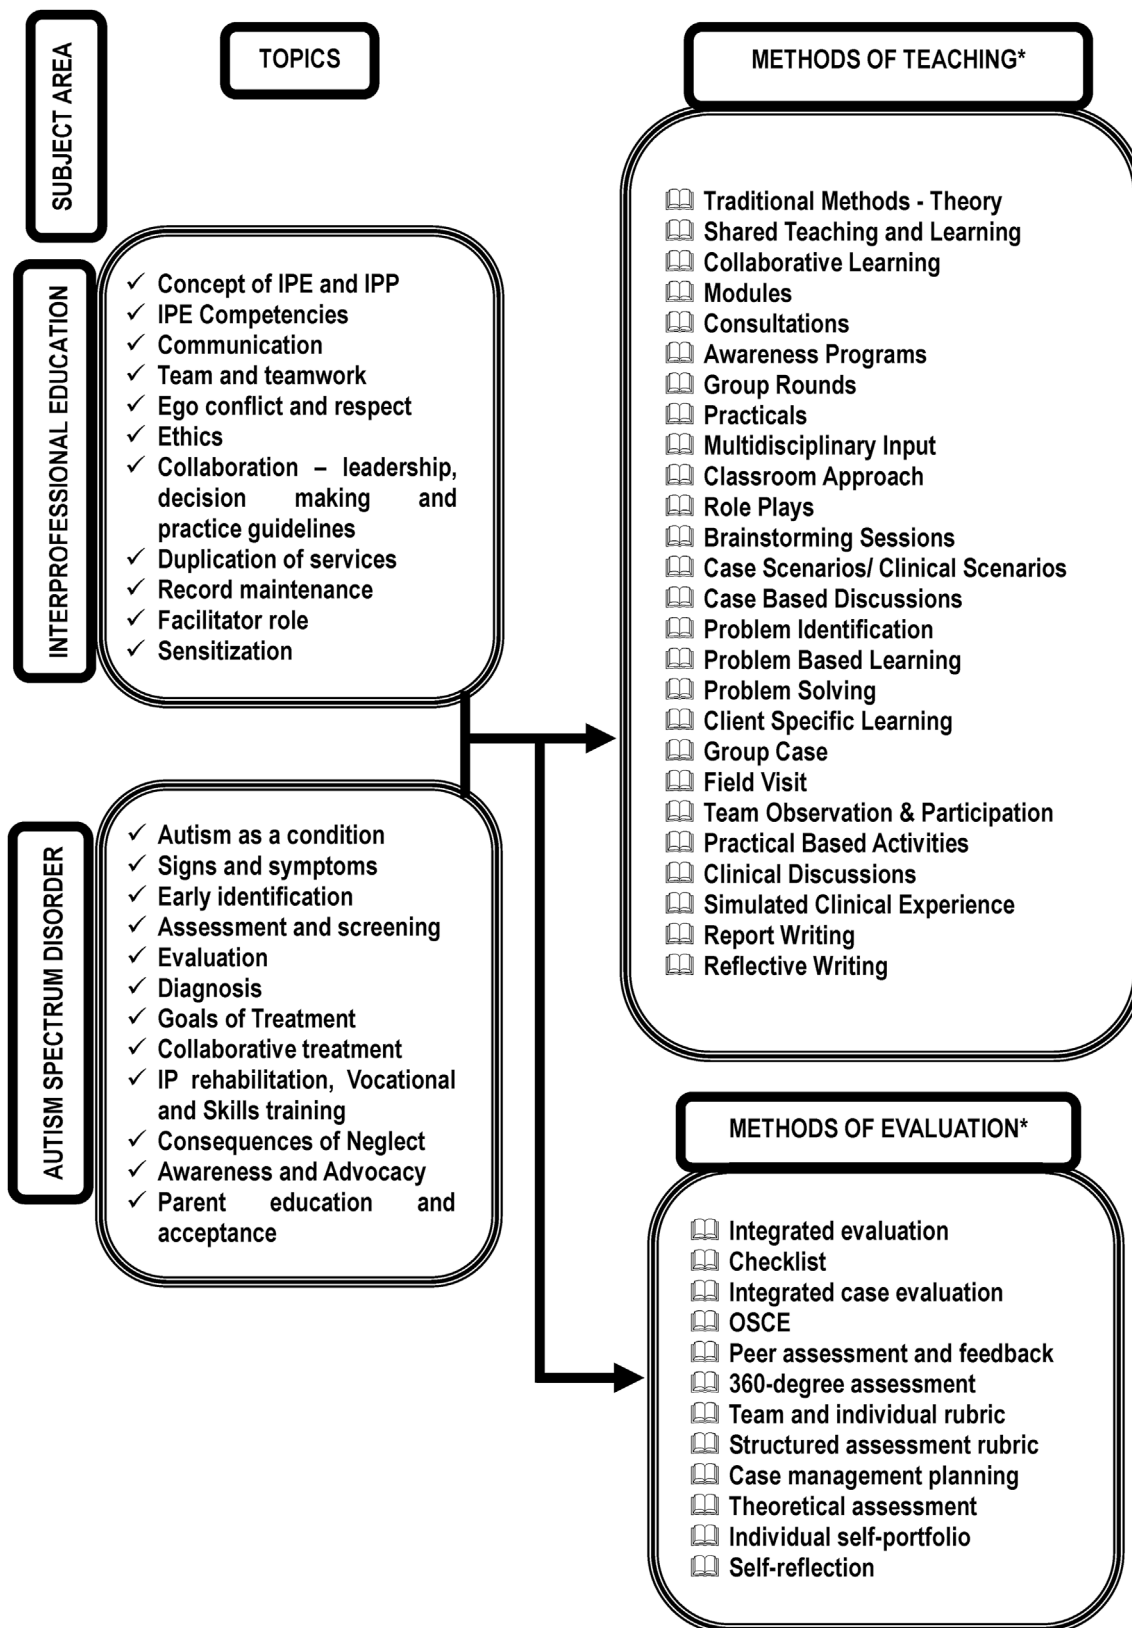 SUBJECT AREA
TOPICS
METHODS OF TEACHING*
INTERPROFESSIONAL EDUCATION
✓ Concept of IPE and IPP
✓ IPE Competencies
✓ Communication
✓ Team and teamwork
✓ Ego conflict and respect
✓ Ethics
✓ Collaboration – leadership,
decision making and
practice guidelines
✓ Duplication of services
✓ Record maintenance
✓ Facilitator role
✓ Sensitization
AUTISM SPECTRUM DISORDER
✓ Autism as a condition
✓ Signs and symptoms
✓ Early identification
✓ Assessment and screening
✓ Evaluation
✓ Diagnosis
✓ Goals of Treatment
✓ Collaborative treatment
✓ IP rehabilitation, Vocational
and Skills training
✓ Consequences of Neglect
✓ Awareness and Advocacy
✓ Parent education and
acceptance
Traditional Methods - Theory
Shared Teaching and Learning
Collaborative Learning
Modules
Consultations
Awareness Programs
Group Rounds
Practicals
Multidisciplinary Input
Classroom Approach
Role Plays
Brainstorming Sessions
Case Scenarios/ Clinical Scenarios
Case Based Discussions
Problem Identification
Problem Based Learning
Problem Solving
Client Specific Learning
Group Case
Field Visit
Team Observation & Participation
Practical Based Activities
Clinical Discussions
Simulated Clinical Experience
Report Writing
Reflective Writing
METHODS OF EVALUATION*
Integrated evaluation
Checklist
Integrated case evaluation
OSCE
Peer assessment and feedback
360-degree assessment
Team and individual rubric
Structured assessment rubric
Case management planning
Theoretical assessment
Individual self-portfolio
Self-reflection